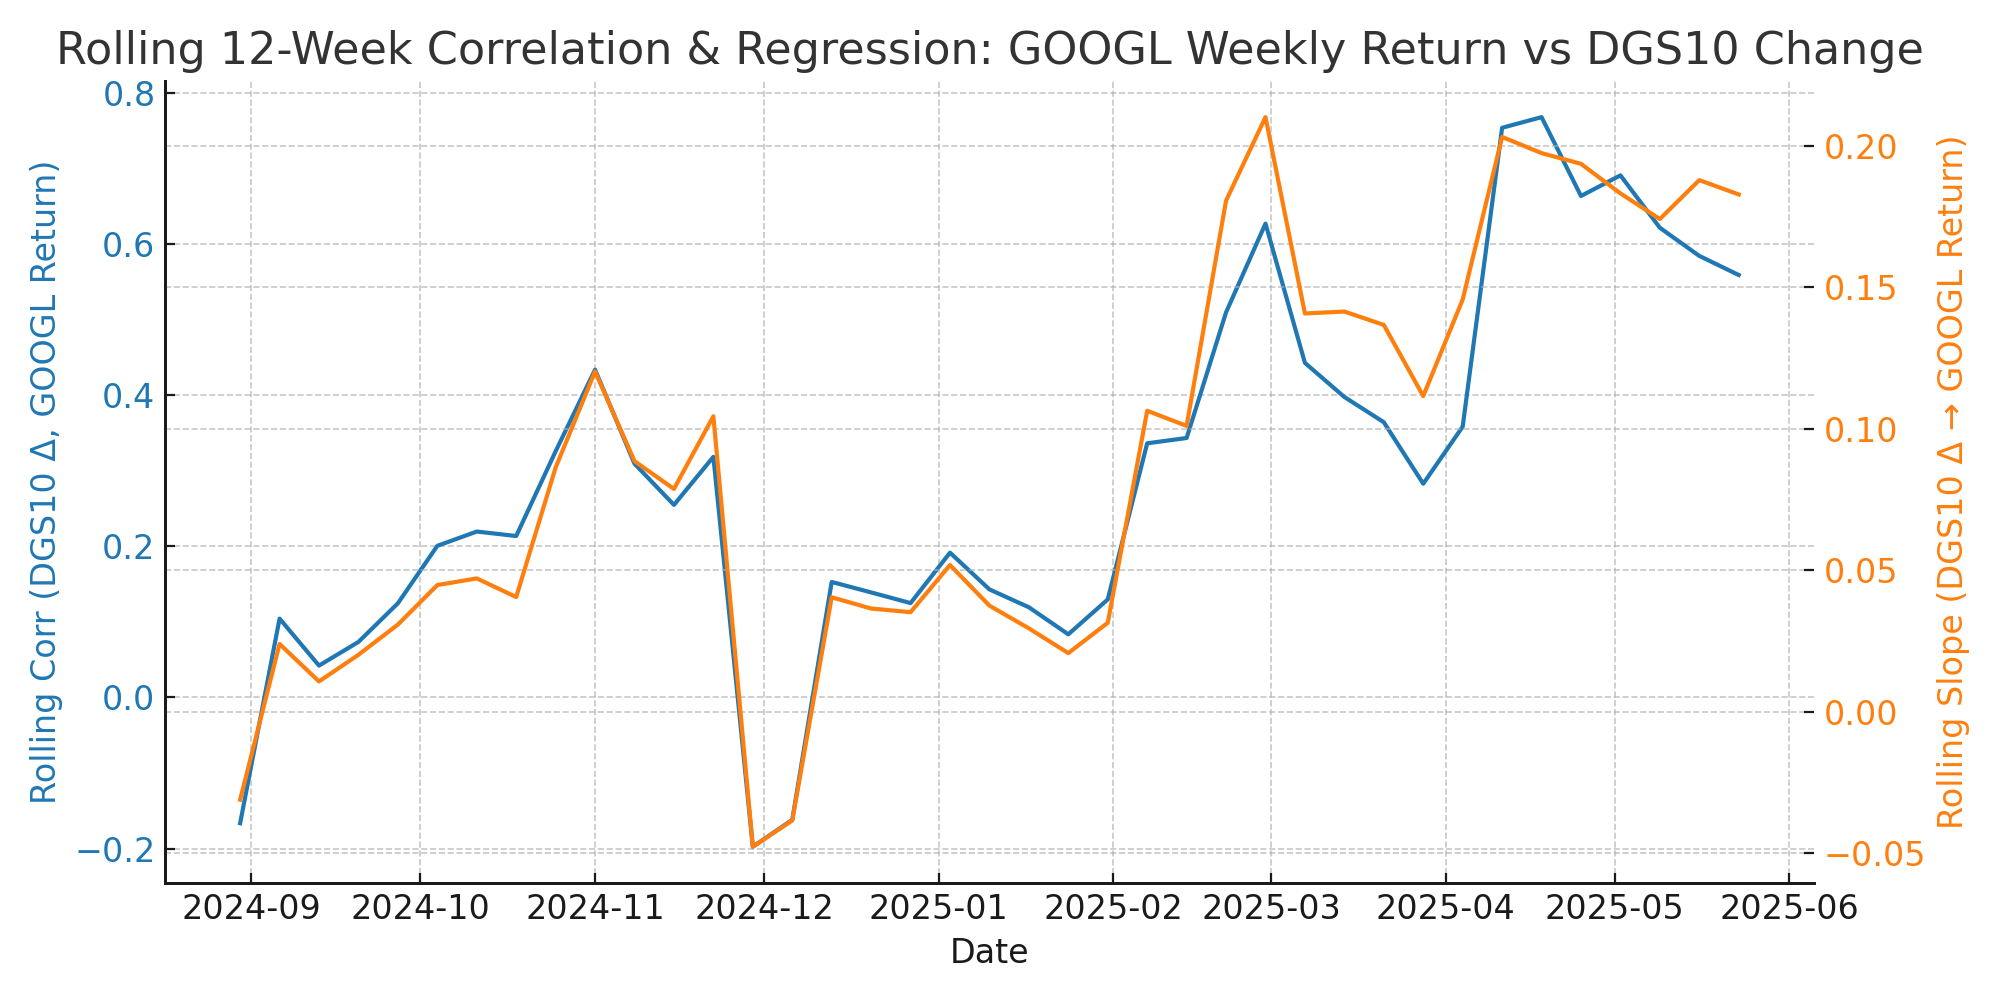 Rolling 12-Week Correlation & Regression: GOOGL Weekly Return vs DGS10 Change
Rolling Corr (DGS10 Δ, GOOGL Return)
0.8
0.6
0.4
0.2
0.0
−0.2
0.20
0.15
0.10
0.05
0.00
−0.05
Rolling Slope (DGS10 Δ → GOOGL Return)
2024-09 2024-10 2024-11 2024-12 2025-01 2025-02 2025-03 2025-04 2025-05 2025-06
Date